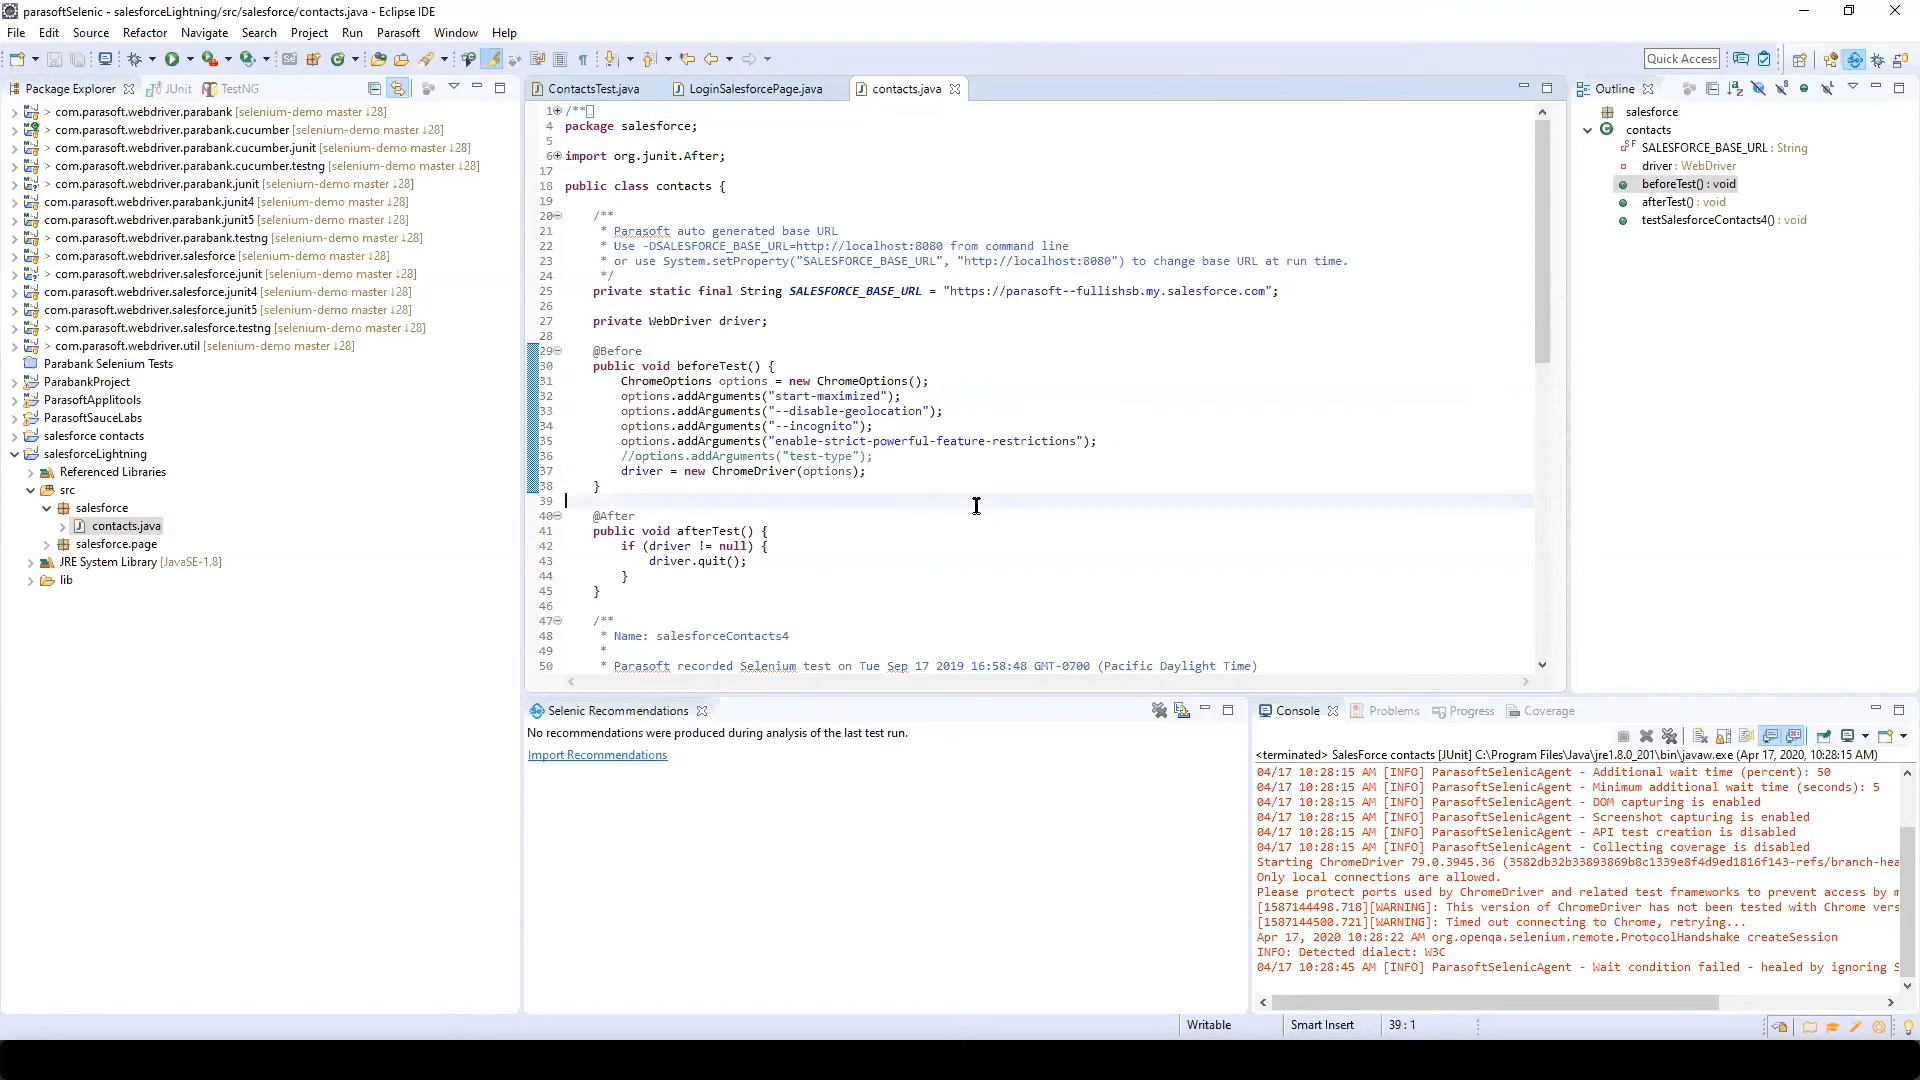 parasoftSelenic - salesforceLightning/src/salesforce/contacts.java - Eclipse IDE
File Edit Source Refactor Navigate Search Project Run Parasoft Window Help
Quick Access
Package Explorer JUnit TestNG
> com.parasoft.webdriver.parabank [selenium-demo master ↓28]
> com.parasoft.webdriver.parabank.cucumber [selenium-demo master ↓28]
> com.parasoft.webdriver.parabank.cucumber.junit [selenium-demo master ↓28]
> com.parasoft.webdriver.parabank.cucumber.testng [selenium-demo master ↓28]
> com.parasoft.webdriver.parabank.junit [selenium-demo master ↓28]
com.parasoft.webdriver.parabank.junit4 [selenium-demo master ↓28]
com.parasoft.webdriver.parabank.junit5 [selenium-demo master ↓28]
> com.parasoft.webdriver.parabank.testng [selenium-demo master ↓28]
> com.parasoft.webdriver.salesforce [selenium-demo master ↓28]
> com.parasoft.webdriver.salesforce.junit [selenium-demo master ↓28]
com.parasoft.webdriver.salesforce.junit4 [selenium-demo master ↓28]
com.parasoft.webdriver.salesforce.junit5 [selenium-demo master ↓28]
> com.parasoft.webdriver.salesforce.testng [selenium-demo master ↓28]
> com.parasoft.webdriver.util [selenium-demo master ↓28]
Parabank Selenium Tests
ParabankProject
ParasoftApplitools
ParasoftSauceLabs
salesforce contacts
salesforceLightning
Referenced Libraries
src
salesforce
contacts.java
salesforce.page
JRE System Library [JavaSE-1.8]
lib
ContactsTest.java LoginSalesforcePage.java contacts.java
1 /**
4 package salesforce;
5
6 import org.junit.After;
17
18 public class contacts {
19
20 /**
21 * Parasoft auto generated base URL
22 * Use -DSALESFORCE_BASE_URL=http://localhost:8080 from command line
23 * or use System.setProperty("SALESFORCE_BASE_URL", "http://localhost:8080") to change base URL at run time.
24 */
25 private static final String SALESFORCE_BASE_URL = "https://parasoft--fullishsb.my.salesforce.com";
26
27 private WebDriver driver;
28
29 @Before
30 public void beforeTest() {
31 ChromeOptions options = new ChromeOptions();
32 options.addArguments("start-maximized");
33 options.addArguments("--disable-geolocation");
34 options.addArguments("--incognito");
35 options.addArguments("enable-strict-powerful-feature-restrictions");
36 //options.addArguments("test-type");
37 driver = new ChromeDriver(options);
38 }
39
40 @After
41 public void afterTest() {
42 if (driver != null) {
43 driver.quit();
44 }
45 }
46
47 /**
48 * Name: salesforceContacts4
49 *
50 * Parasoft recorded Selenium test on Tue Sep 17 2019 16:58:48 GMT-0700 (Pacific Daylight Time)
Outline
salesforce
contacts
SALESFORCE_BASE_URL : String
driver : WebDriver
beforeTest() : void
afterTest() : void
testSalesforceContacts4() : void
Selenic Recommendations
No recommendations were produced during analysis of the last test run.
Import Recommendations
Console Problems Progress Coverage
<terminated> SalesForce contacts [JUnit] C:\Program Files\Java\jre1.8.0_201\bin\javaw.exe (Apr 17, 2020, 10:28:15 AM)
04/17 10:28:15 AM [INFO] ParasoftSelenicAgent - Additional wait time (percent): 50
04/17 10:28:15 AM [INFO] ParasoftSelenicAgent - Minimum additional wait time (seconds): 5
04/17 10:28:15 AM [INFO] ParasoftSelenicAgent - DOM capturing is enabled
04/17 10:28:15 AM [INFO] ParasoftSelenicAgent - Screenshot capturing is enabled
04/17 10:28:15 AM [INFO] ParasoftSelenicAgent - API test creation is disabled
04/17 10:28:15 AM [INFO] ParasoftSelenicAgent - Collecting coverage is disabled
Starting ChromeDriver 79.0.3945.36 (3582db32b33893869b8c1339e8f4d9ed1816f143-refs/branch-hea
Only local connections are allowed.
Please protect ports used by ChromeDriver and related test frameworks to prevent access by m
[1587144498.718][WARNING]: This version of ChromeDriver has not been tested with Chrome vers
[1587144500.721][WARNING]: Timed out connecting to Chrome, retrying...
Apr 17, 2020 10:28:22 AM org.openqa.selenium.remote.ProtocolHandshake createSession
INFO: Detected dialect: W3C
04/17 10:28:45 AM [INFO] ParasoftSelenicAgent - Wait condition failed - healed by ignoring S
Writable Smart Insert 39 : 1